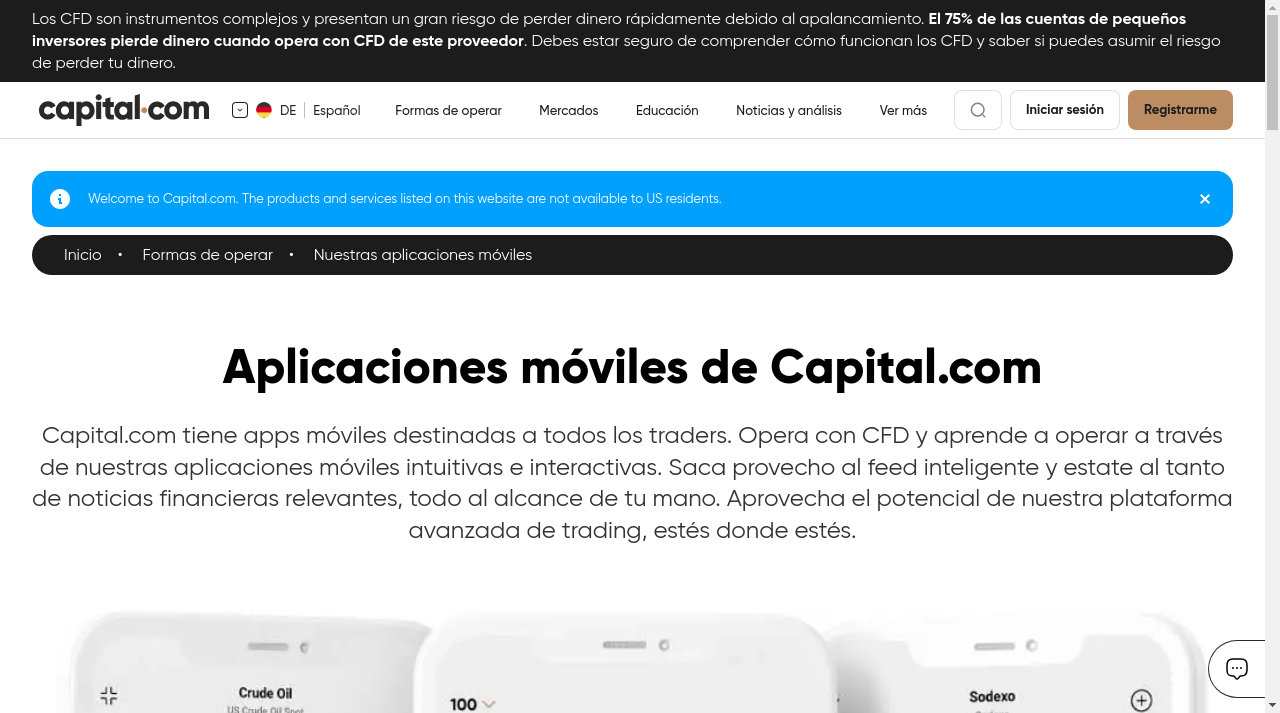 Los CFD son instrumentos complejos y presentan un gran riesgo de perder dinero rápidamente debido al apalancamiento. El 75% de las cuentas de pequeños
inversores pierde dinero cuando opera con CFD de este proveedor. Debes estar seguro de comprender cómo funcionan los CFD y saber si puedes asumir el riesgo
de perder tu dinero.
capital.com DE Español Formas de operar Mercados Educación Noticias y análisis Ver más Iniciar sesión Registrarme
Welcome to Capital.com. The products and services listed on this website are not available to US residents.
Inicio • Formas de operar • Nuestras aplicaciones móviles
Aplicaciones móviles de Capital.com
Capital.com tiene apps móviles destinadas a todos los traders. Opera con CFD y aprende a operar a través
de nuestras aplicaciones móviles intuitivas e interactivas. Saca provecho al feed inteligente y estate al tanto
de noticias financieras relevantes, todo al alcance de tu mano. Aprovecha el potencial de nuestra plataforma
avanzada de trading, estés donde estés.
Crude Oil
US Crude Oil Spot
100
Sodexo